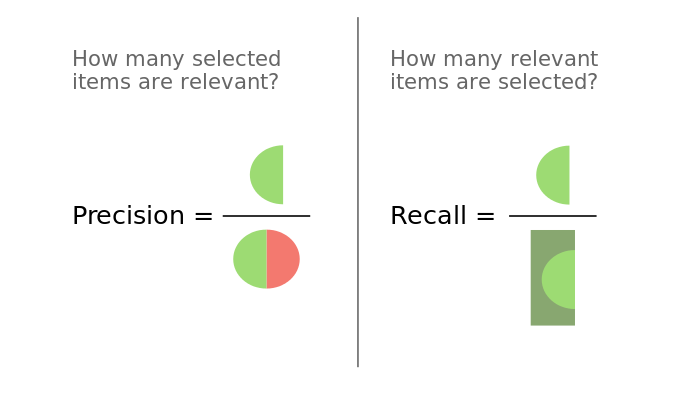 How many selected
items are relevant?
Precision =
How many relevant
items are selected?
Recall =